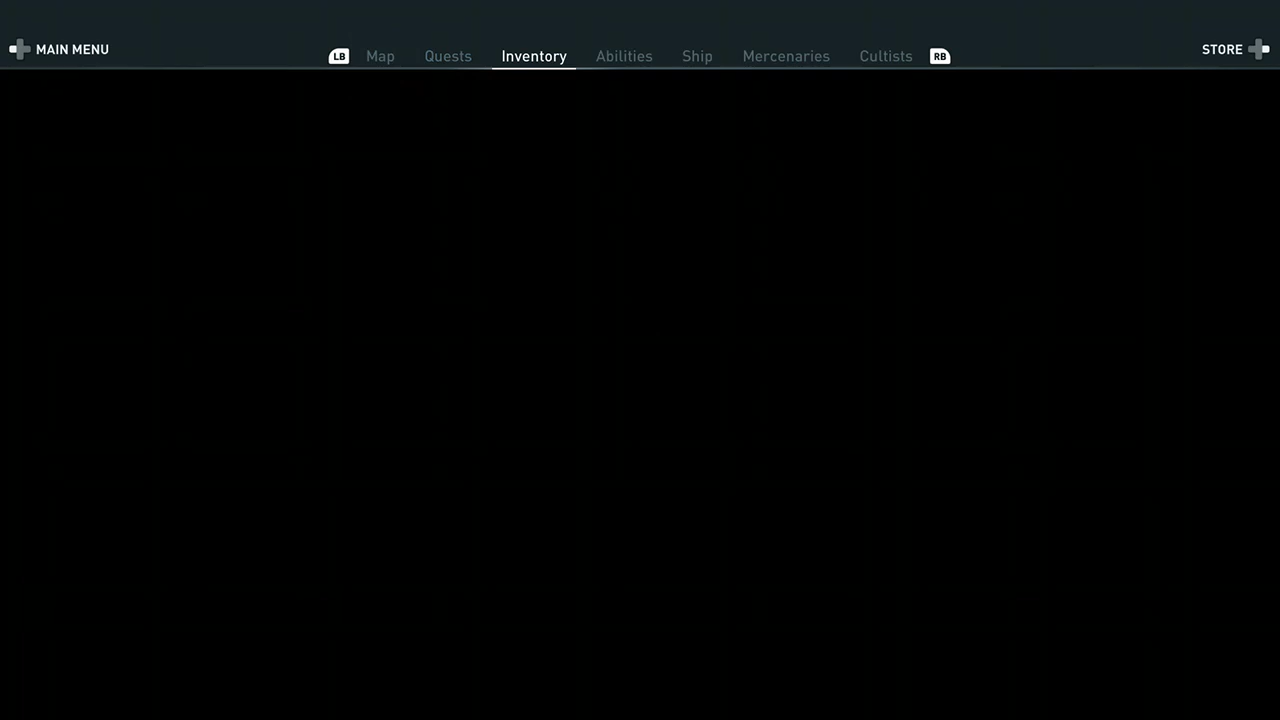 MAIN MENU
LB Map Quests Inventory Abilities Ship Mercenaries Cultists RB
STORE